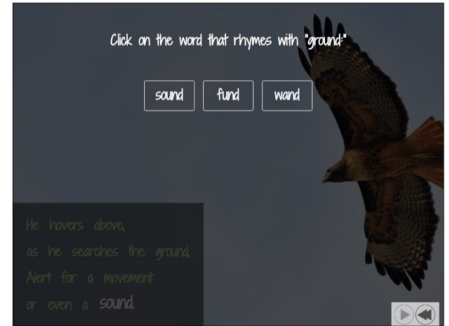 Click on the word that rhymes with "ground:"
sound fund wand
He hovers above,
as he searches the ground,
Alert for a movement
or even a sound.